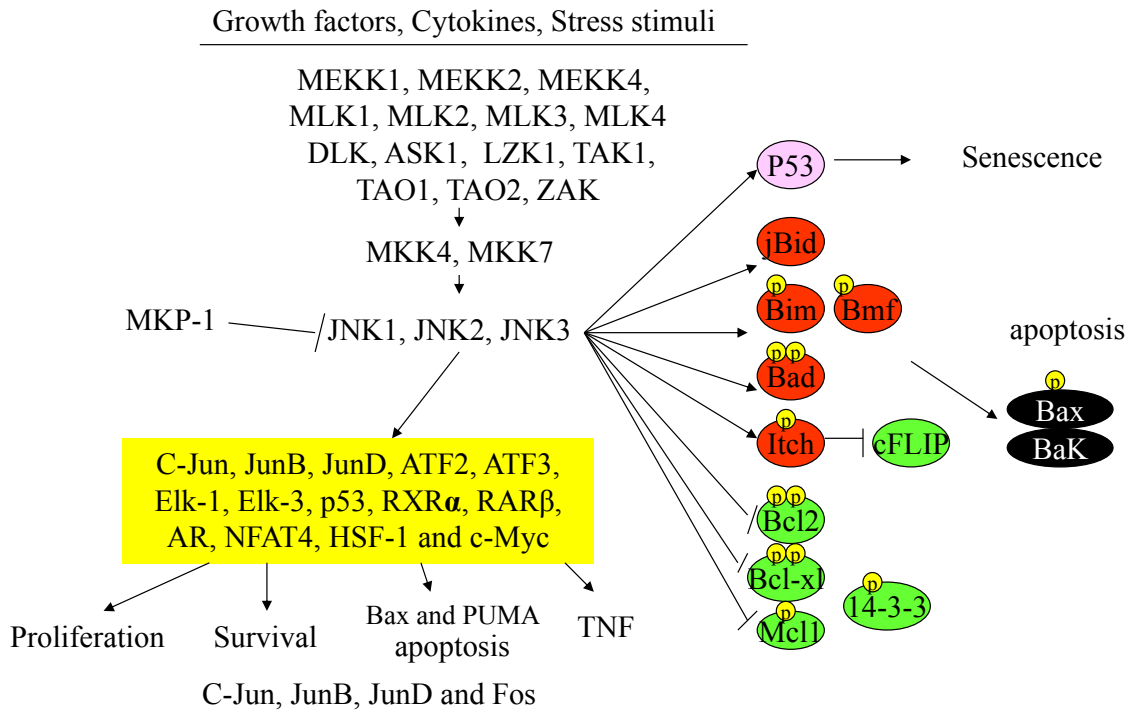 Growth factors, Cytokines, Stress stimuli
MEKK1, MEKK2, MEKK4,
MLK1, MLK2, MLK3, MLK4
DLK, ASK1, LZK1, TAK1,
TAO1, TAO2, ZAK
MKK4, MKK7
MKP-1
JNK1, JNK2, JNK3
C-Jun, JunB, JunD, ATF2, ATF3,
Elk-1, Elk-3, p53, RXRα, RARβ,
AR, NFAT4, HSF-1 and c-Myc
Proliferation
Survival
Bax and PUMA
apoptosis
TNF
C-Jun, JunB, JunD and Fos
P53
Senescence
jBid
p
Bim
p
Bmf
p p
Bad
p
Itch
cFLIP
p p
Bcl2
p p
Bcl-xl
p
Mcl1
p
14-3-3
apoptosis
p
Bax
BaK